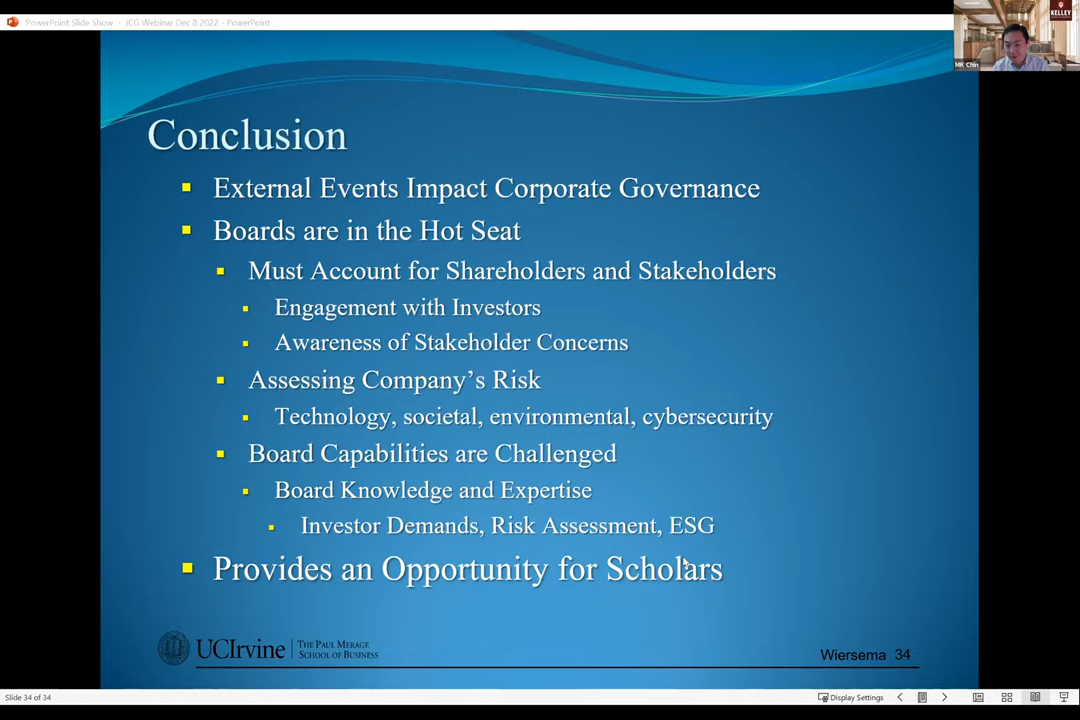 PowerPoint Slide Show - ICG Webinar Dec 8 2022 - PowerPoint
KELLEY
MK Chin
Conclusion
External Events Impact Corporate Governance
Boards are in the Hot Seat
Must Account for Shareholders and Stakeholders
Engagement with Investors
Awareness of Stakeholder Concerns
Assessing Company's Risk
Technology, societal, environmental, cybersecurity
Board Capabilities are Challenged
Board Knowledge and Expertise
Investor Demands, Risk Assessment, ESG
Provides an Opportunity for Scholars
UCIrvine
THE PAUL MERAGE
SCHOOL OF BUSINESS
Wiersema 34
Slide 34 of 34
Display Settings